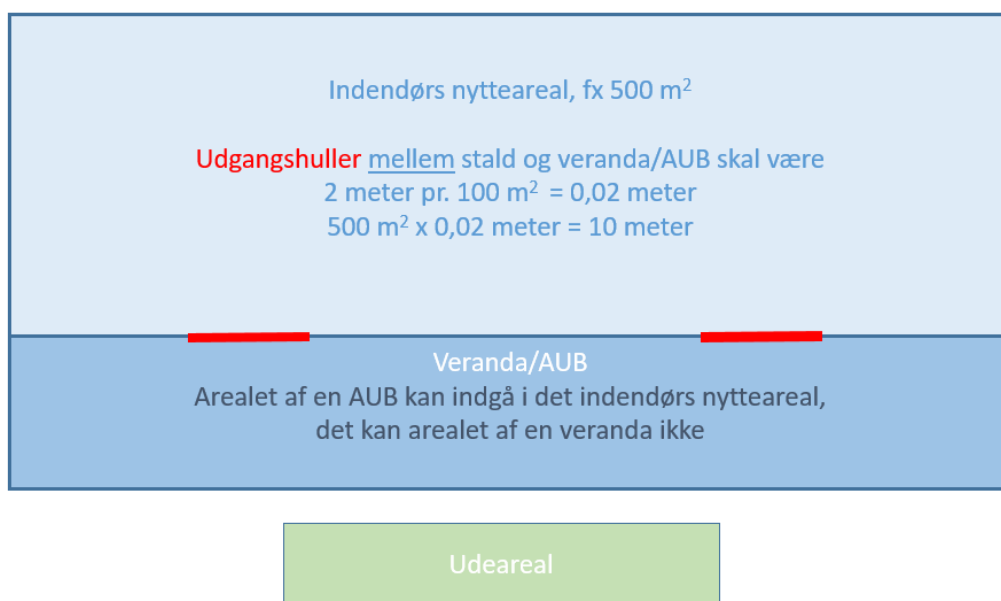 Indendørs nytteareal, fx 500 m²
Udgangshuller mellem stald og veranda/AUB skal være
2 meter pr. 100 m² = 0,02 meter
500 m² x 0,02 meter = 10 meter
Veranda/AUB
Arealet af en AUB kan indgå i det indendørs nytteareal,
det kan arealet af en veranda ikke
Udeareal